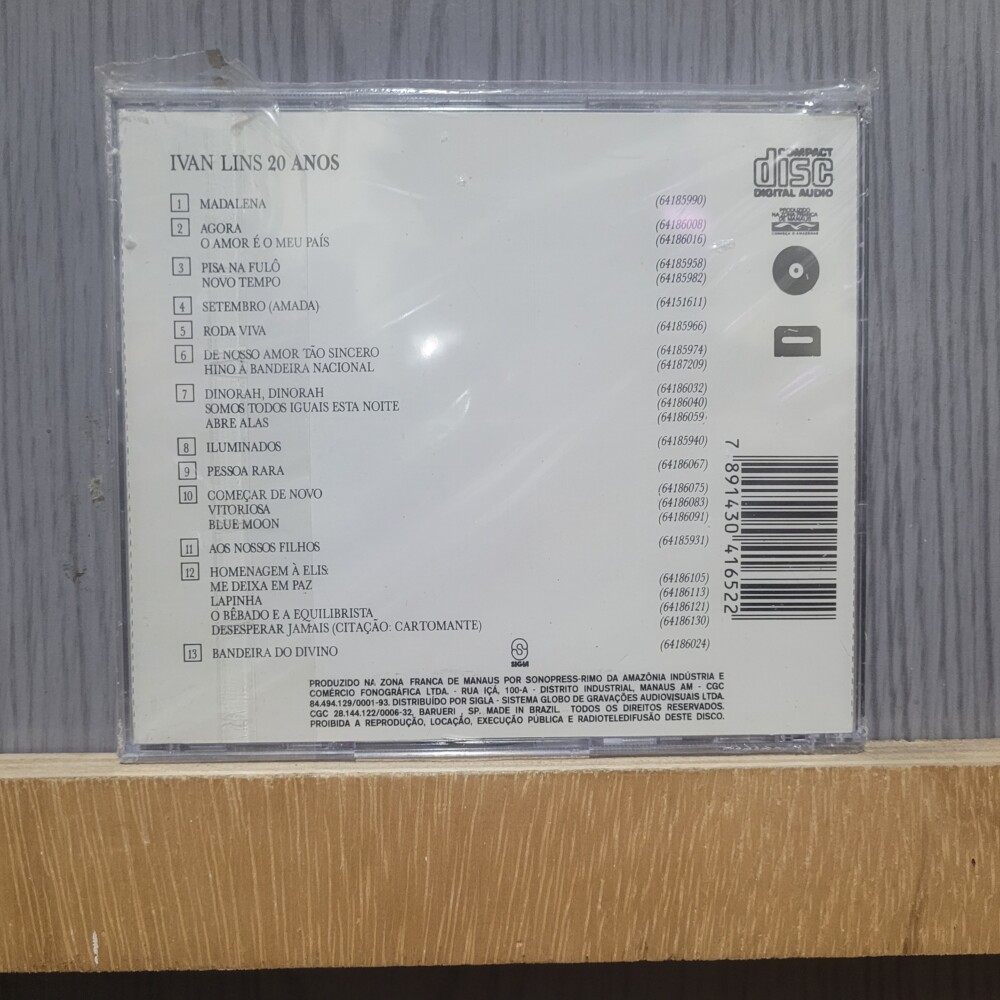 IVAN LINS 20 ANOS
COMPACT
disc
DIGITAL AUDIO
PRODUZIDO
NA ZONA FRANCA
DE MANAUS
1 MADALENA (64185990)
2 AGORA (64186008)
O AMOR É O MEU PAÍS (64186016)
3 PISA NA FULÔ (64185958)
NOVO TEMPO (64185982)
4 SETEMBRO (AMADA) (64151611)
5 RODA VIVA (64185966)
6 DE NOSSO AMOR TÃO SINCERO (64185974)
HINO À BANDEIRA NACIONAL (64187209)
7 DINORAH, DINORAH (64186032)
SOMOS TODOS IGUAIS ESTA NOITE (64186040)
ABRE ALAS (64186059)
8 ILUMINADOS (64185940)
9 PESSOA RARA (64186067)
10 COMEÇAR DE NOVO (64186075)
VITORIOSA (64186083)
BLUE MOON (64186091)
11 AOS NOSSOS FILHOS (64185931)
12 HOMENAGEM À ELIS:
ME DEIXA EM PAZ (64186105)
LAPINHA (64186113)
O BÊBADO E A EQUILIBRISTA (64186121)
DESESPERAR JAMAIS (CITAÇÃO: CARTOMANTE) (64186130)
13 BANDEIRA DO DIVINO (64186024)
7 891430 416522
SIGLA
PRODUZIDO NA ZONA FRANCA DE MANAUS POR SONOPRESS-RIMO DA AMAZÔNIA INDÚSTRIA E
COMÉRCIO FONOGRÁFICA LTDA. - RUA IÇÁ, 100-A - DISTRITO INDUSTRIAL, MANAUS AM - CGC
84.494.129/0001-93. DISTRIBUÍDO POR SIGLA - SISTEMA GLOBO DE GRAVAÇÕES AUDIOVISUAIS LTDA.
CGC 28.144.122/0006-32, BARUERI, SP. MADE IN BRAZIL. TODOS OS DIREITOS RESERVADOS.
PROIBIDA A REPRODUÇÃO, LOCAÇÃO, EXECUÇÃO PÚBLICA E RADIOTELEDIFUSÃO DESTE DISCO.